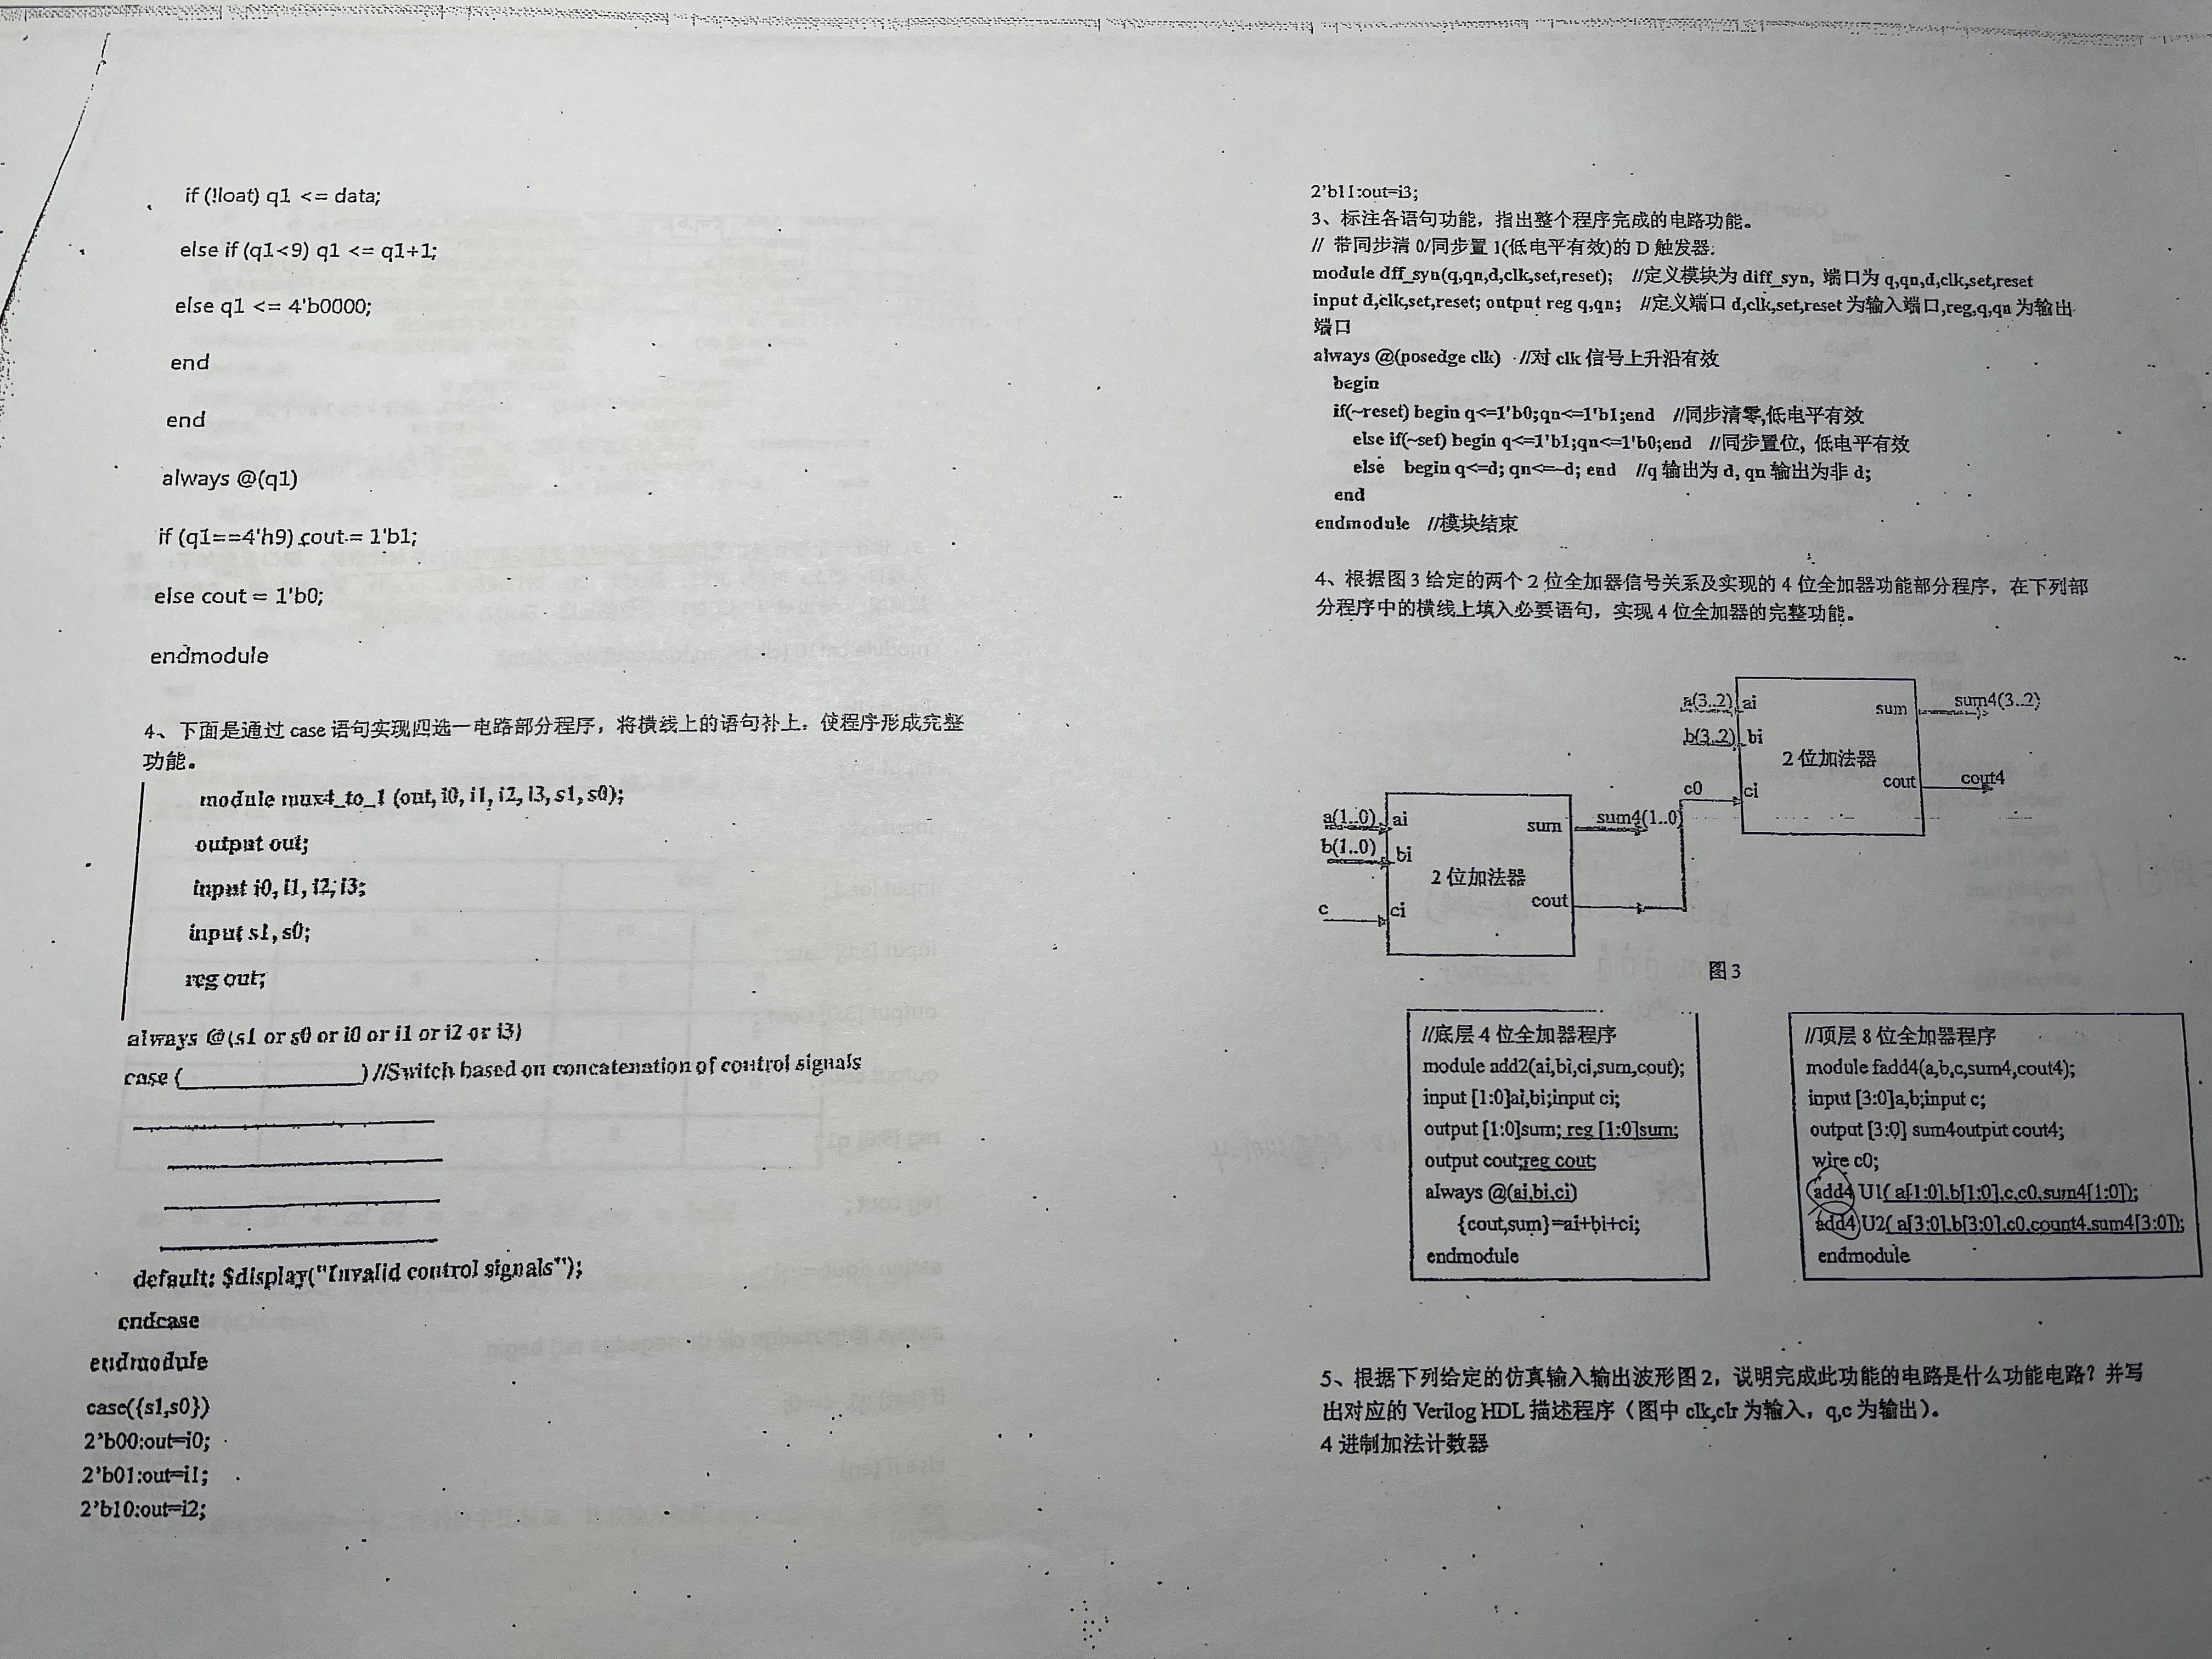 if (!loat) q1 <= data;
else if (q1<9) q1 <= q1+1;
else q1 <= 4'b0000;
end
end
always @(q1)
if (q1==4'h9) cout = 1'b1;
else cout = 1'b0;
endmodule
4、下面是通过 case 语句实现四选一电路部分程序，将横线上的语句补上，使程序形成完整
功能。
module mux4_to_1 (out, i0, i1, i2, i3, s1, s0);
output out;
input i0, i1, i2, i3;
input s1, s0;
reg out;
always @(s1 or s0 or i0 or i1 or i2 or i3)
case (________________) //Switch based on concatenation of control signals
default: $display("Invalid control signals");
endcase
endmodule
case({s1,s0})
2'b00:out=i0;
2'b01:out=i1;
2'b10:out=i2;
2'b11:out=i3;
3、标注各语句功能，指出整个程序完成的电路功能。
// 带同步清 0/同步置 1(低电平有效)的 D 触发器.
module dff_syn(q,qn,d,clk,set,reset); //定义模块为 diff_syn, 端口为 q,qn,d,clk,set,reset
input d,clk,set,reset; output reg q,qn; //定义端口 d,clk,set,reset 为输入端口,reg,q,qn 为输出
端口
always @(posedge clk) //对 clk 信号上升沿有效
begin
if(~reset) begin q<=1'b0;qn<=1'b1;end //同步清零,低电平有效
else if(~set) begin q<=1'b1;qn<=1'b0;end //同步置位, 低电平有效
else begin q<=d; qn<=~d; end //q 输出为 d, qn 输出为非 d;
end
endmodule //模块结束
4、根据图 3 给定的两个 2 位全加器信号关系及实现的 4 位全加器功能部分程序，在下列部
分程序中的横线上填入必要语句，实现 4 位全加器的完整功能。
a(3..2) ai sum sum4(3..2)
b(3..2) bi
2 位加法器
c0 ci cout cout4
a(1..0) ai sum sum4(1..0)
b(1..0) bi
2 位加法器
c ci cout
图 3
//底层 4 位全加器程序
module add2(ai,bi,ci,sum,cout);
input [1:0]ai,bi;input ci;
output [1:0]sum; reg [1:0]sum;
output cout;reg cout;
always @(ai,bi,ci)
{cout,sum}=ai+bi+ci;
endmodule
//顶层 8 位全加器程序
module fadd4(a,b,c,sum4,cout4);
input [3:0]a,b;input c;
output [3:0] sum4output cout4;
wire c0;
add4 U1( a[1:0],b[1:0],c,c0,sum4[1:0]);
add4 U2( a[3:0],b[3:0],c0,count4,sum4[3:0]);
endmodule
5、根据下列给定的仿真输入输出波形图 2，说明完成此功能的电路是什么功能电路？并写
出对应的 Verilog HDL 描述程序（图中 clk,clr 为输入，q,c 为输出）。
4 进制加法计数器